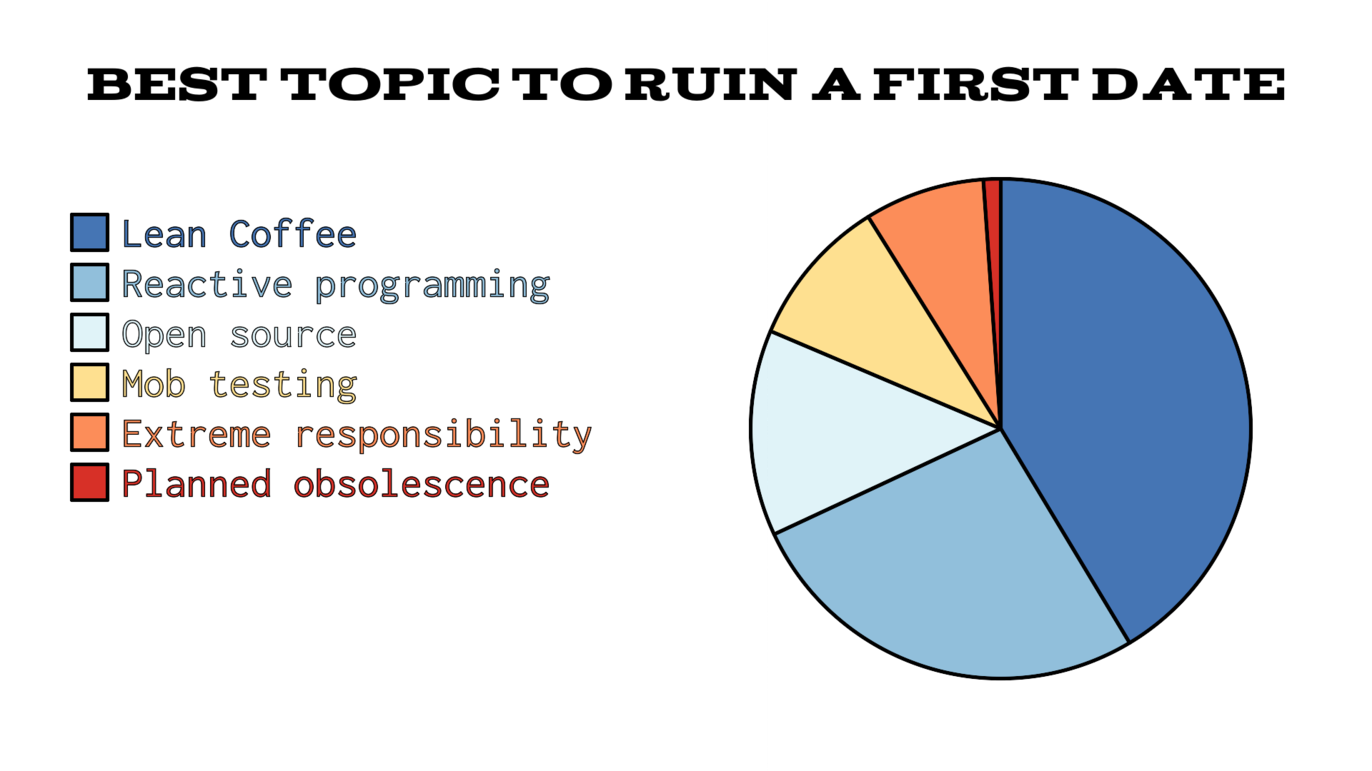 BEST TOPIC TO RUIN A FIRST DATE
Lean Coffee
Reactive programming
Open source
Mob testing
Extreme responsibility
Planned obsolescence